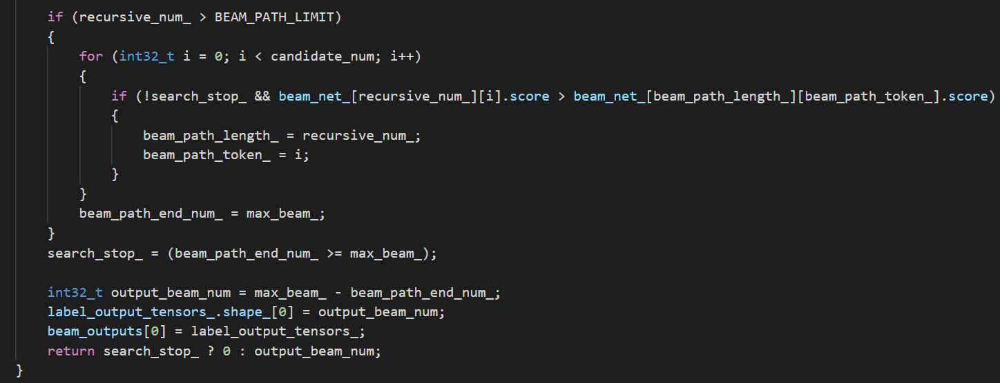 if (recursive_num_ > BEAM_PATH_LIMIT)
{
for (int32_t i = 0; i < candidate_num; i++)
{
if (!search_stop_ && beam_net_[recursive_num_][i].score > beam_net_[beam_path_length_][beam_path_token_].score)
{
beam_path_length_ = recursive_num_;
beam_path_token_ = i;
}
}
beam_path_end_num_ = max_beam_;
}
search_stop_ = (beam_path_end_num_ >= max_beam_);
int32_t output_beam_num = max_beam_ - beam_path_end_num_;
label_output_tensors_.shape_[0] = output_beam_num;
beam_outputs[0] = label_output_tensors_;
return search_stop_ ? 0 : output_beam_num;
}